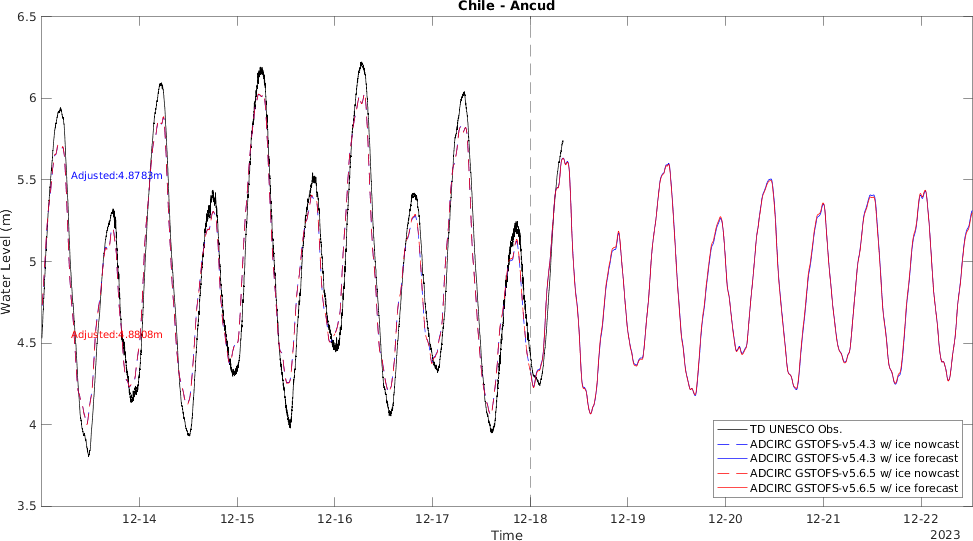 Chile - Ancud
6.5
6
5.5
5
4.5
4
3.5
Water Level (m)
Adjusted:4.8783m
Adjusted:4.8808m
TD UNESCO Obs.
ADCIRC GSTOFS-v5.4.3 w/ ice nowcast
ADCIRC GSTOFS-v5.4.3 w/ ice forecast
ADCIRC GSTOFS-v5.6.5 w/ ice nowcast
ADCIRC GSTOFS-v5.6.5 w/ ice forecast
12-14 12-15 12-16 12-17 12-18 12-19 12-20 12-21 12-22
Time
2023